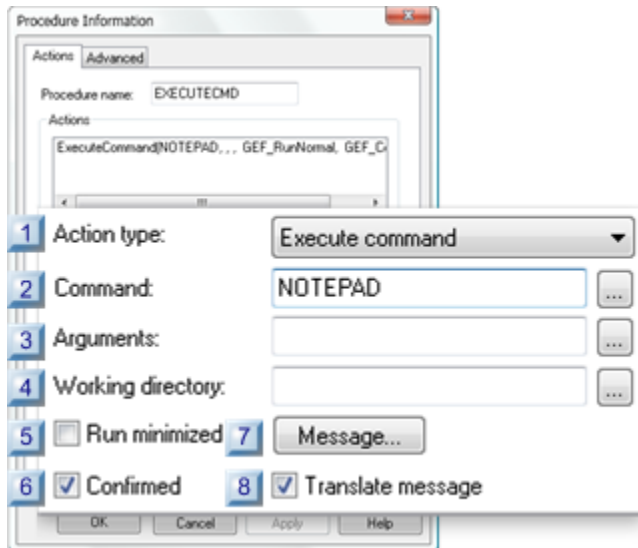 Procedure Information
Actions Advanced
Procedure name: EXECUTECMD
Actions
ExecuteCommand(NOTEPAD, , , GEF_RunNormal,
1 Action type: Execute command
2 Command: NOTEPAD ...
3 Arguments: ...
4 Working directory: ...
5 Run minimized 7 Message...
6 Confirmed 8 Translate message
OK Cancel Apply Help